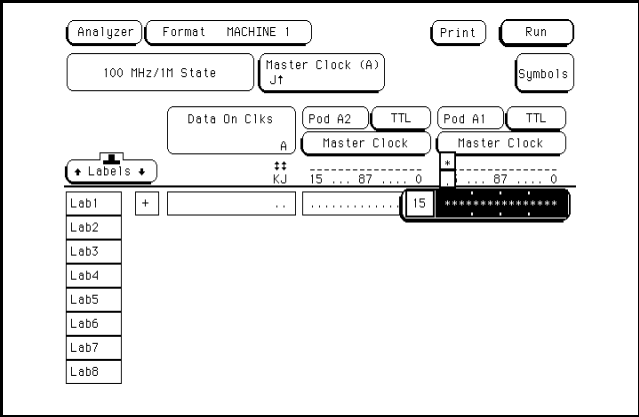 Analyzer Format MACHINE 1 Print Run
100 MHz/1M State Master Clock (A) Symbols
J↑
Data On Clks Pod A2 TTL Pod A1 TTL
A Master Clock Master Clock
*
↑ Labels ↓ ↕↕
KJ 15 ... 87 .... 0 . ... 87 .... 0
Lab1 + .. ............. 15 ***************
Lab2
Lab3
Lab4
Lab5
Lab6
Lab7
Lab8